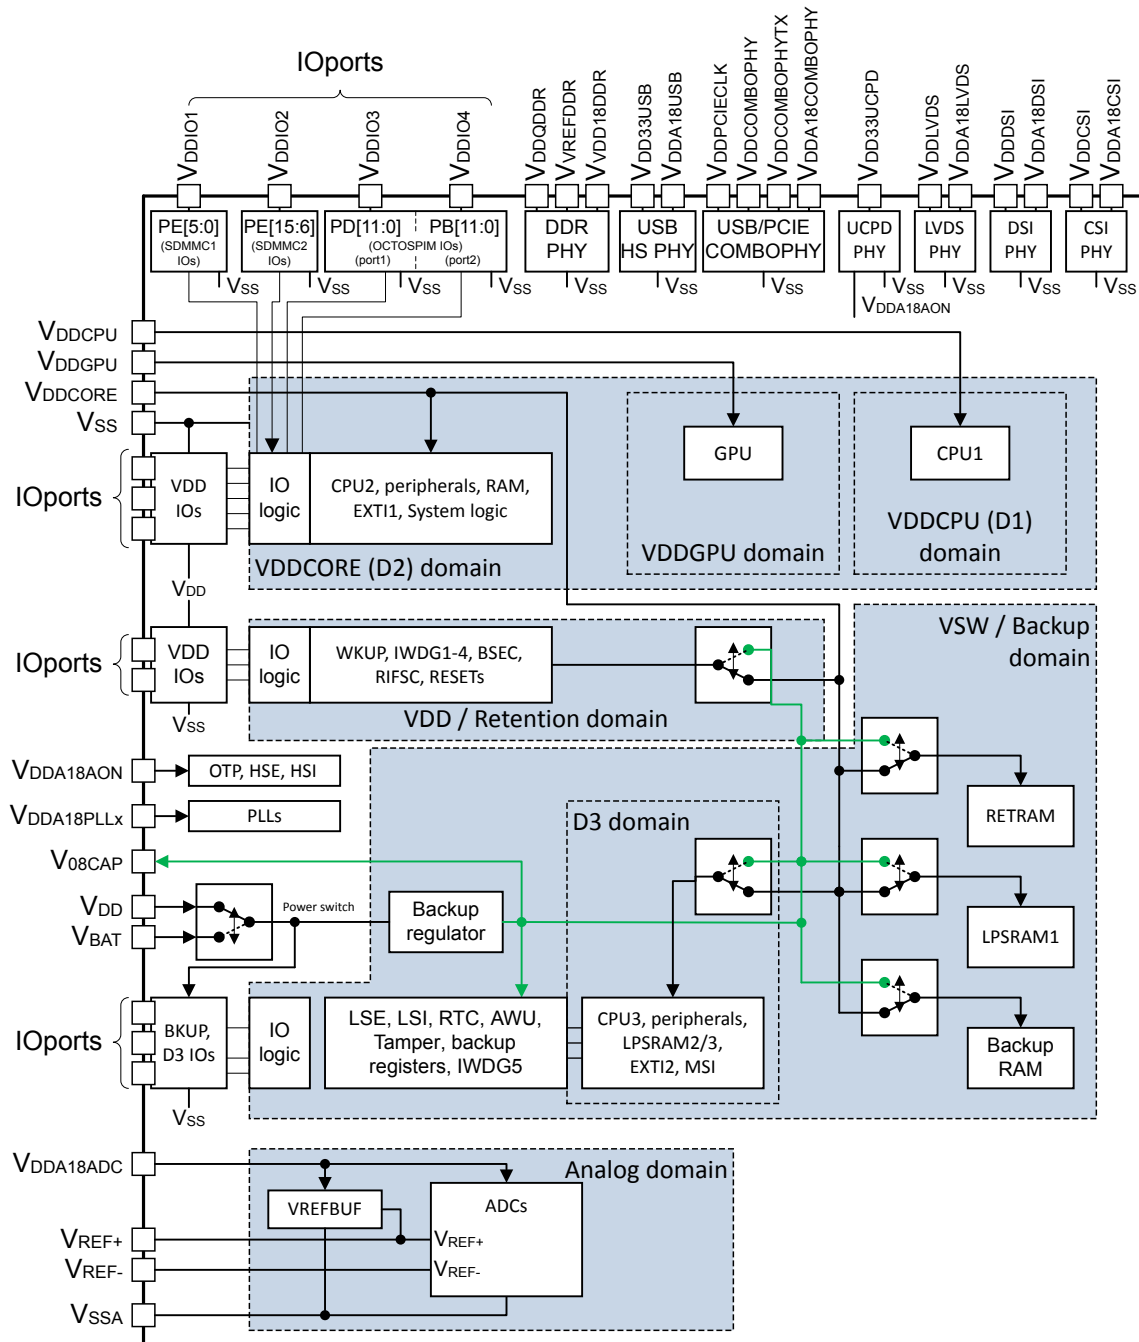 IOports
VDDIO1
VDDIO2
VDDIO3
VDDIO4
VDDQDDR
VVREFDDR
VVDD18DDR
VDD33USB
VDDA18USB
VDDPCIECLK
VDDCOMBOPHY
VDDCOMBOPHYTX
VDDA18COMBOPHY
VDD33UCPD
VDDLVDS
VDDA18LVDS
VDDDSI
VDDA18DSI
VDDCSI
VDDA18CSI
PE[5:0]
(SDMMC1
IOs)
PE[15:6]
(SDMMC2
IOs)
PD[11:0] PB[11:0]
(OCTOSPIM IOs)
(port1) (port2)
DDR
PHY
USB
HS PHY
USB/PCIE
COMBOPHY
UCPD
PHY
LVDS
PHY
DSI
PHY
CSI
PHY
VSS
VSS
VSS
VSS
VSS
VSS
VSS
VSS
VSS
VSS
VSS
VDDA18AON
VDDCPU
VDDGPU
VDDCORE
VSS
IOports
VDD
IOs
IO
logic
CPU2, peripherals, RAM,
EXTI1, System logic
VDDCORE (D2) domain
GPU
VDDGPU domain
CPU1
VDDCPU (D1)
domain
VDD
IOports
VDD
IOs
IO
logic
WKUP, IWDG1-4, BSEC,
RIFSC, RESETs
VDD / Retention domain
VSW / Backup
domain
VSS
VDDA18AON
OTP, HSE, HSI
VDDA18PLLx
PLLs
RETRAM
D3 domain
V08CAP
VDD
VBAT
Power switch
Backup
regulator
LPSRAM1
IOports
BKUP,
D3 IOs
IO
logic
LSE, LSI, RTC, AWU,
Tamper, backup
registers, IWDG5
CPU3, peripherals,
LPSRAM2/3,
EXTI2, MSI
Backup
RAM
VSS
VDDA18ADC
Analog domain
VREFBUF
ADCs
VREF+
VREF+
VREF-
VREF-
VSSA